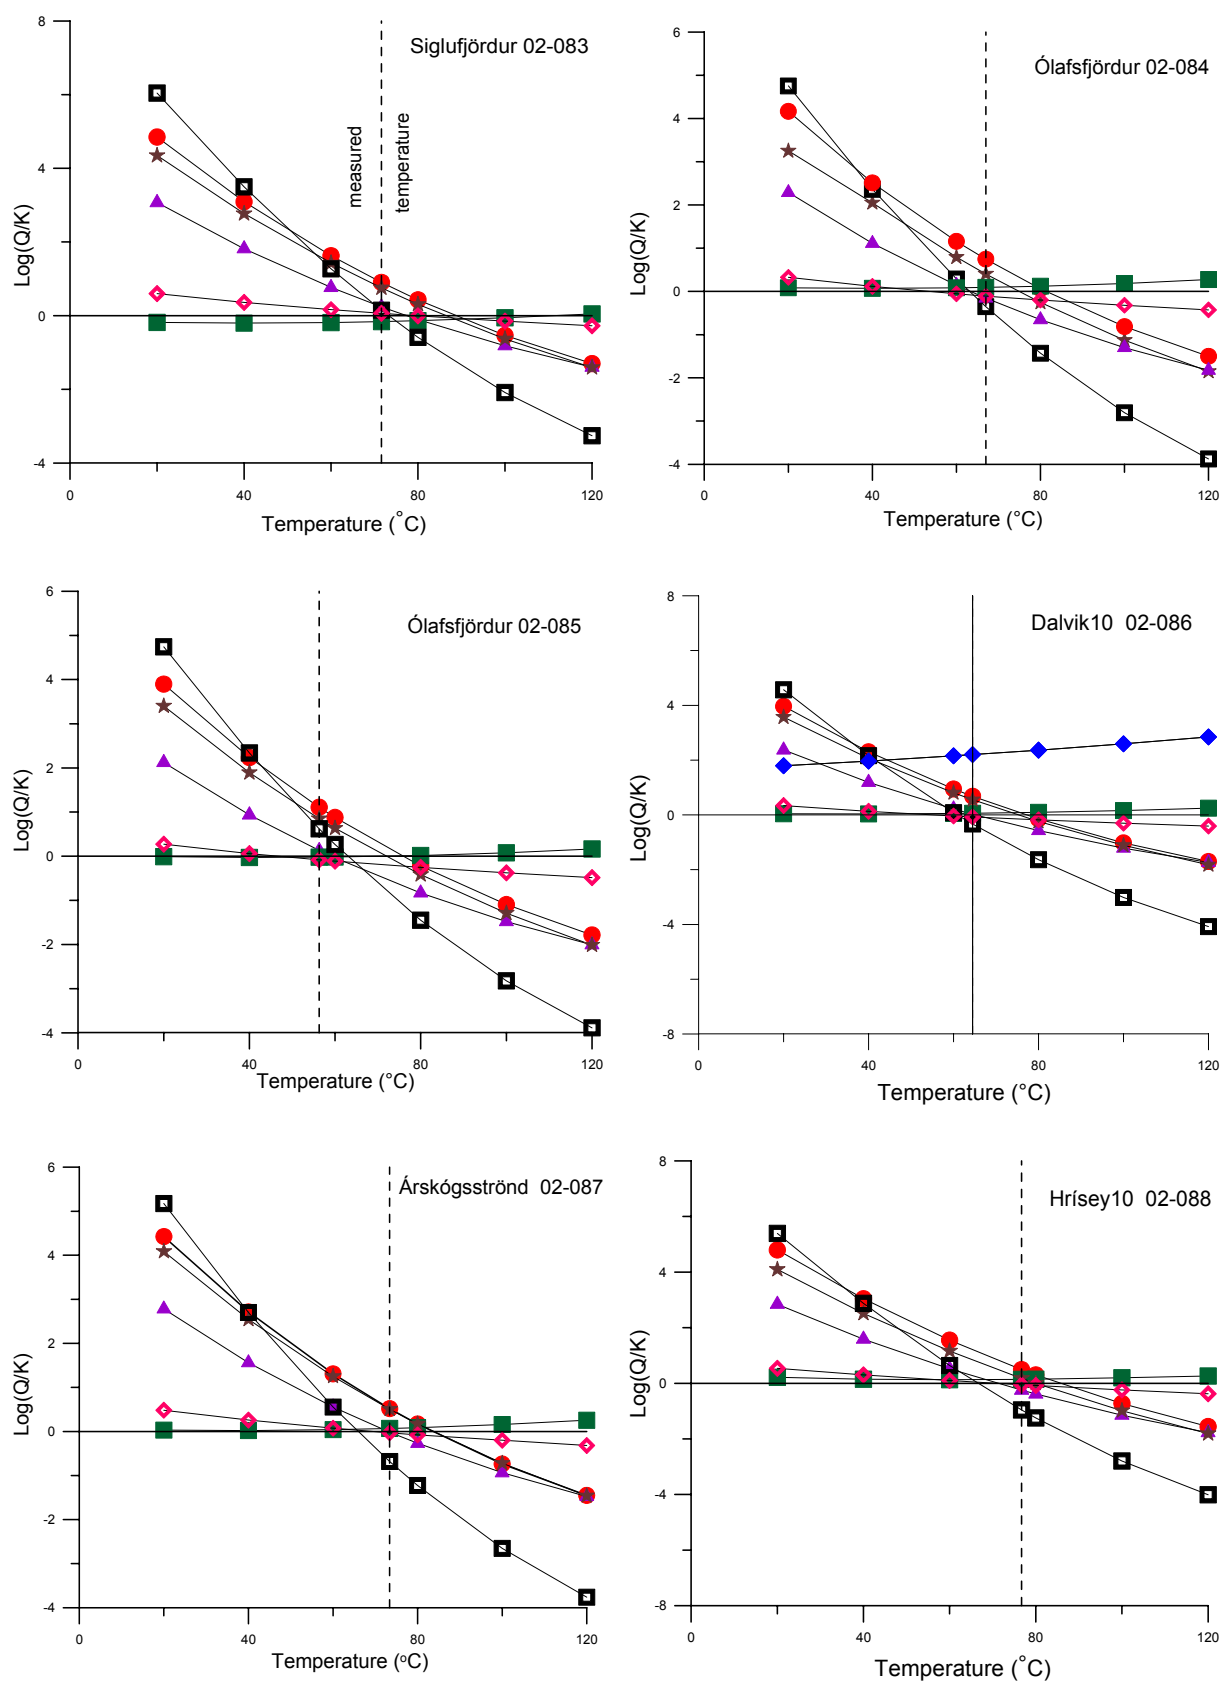 Siglufjördur 02-083
8
4
0
-4
Log(Q/K)
measured
temperature
0
40
80
120
Temperature (°C)
Ólafsfjördur 02-084
6
4
2
0
-2
-4
Log(Q/K)
0
40
80
120
Temperature (°C)
Ólafsfjördur 02-085
6
4
2
0
-2
-4
Log(Q/K)
0
40
80
120
Temperature (°C)
Dalvik10 02-086
8
4
0
-4
-8
Log(Q/K)
0
40
80
120
Temperature (°C)
Árskógsströnd 02-087
6
4
2
0
-2
-4
Log(Q/K)
0
40
80
120
Temperature (°C)
Hrísey10 02-088
8
4
0
-4
-8
Log(Q/K)
0
40
80
120
Temperature (°C)